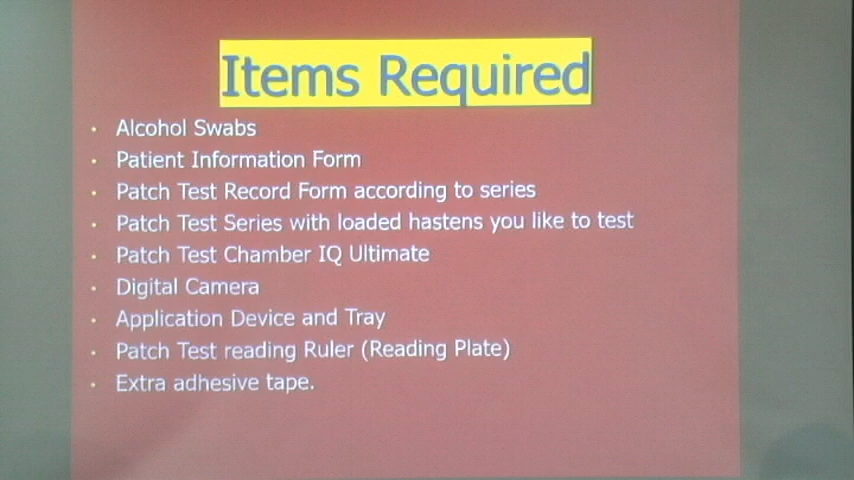 Items Required
• Alcohol Swabs
• Patient Information Form
• Patch Test Record Form according to series
• Patch Test Series with loaded hastens you like to test
• Patch Test Chamber IQ Ultimate
• Digital Camera
• Application Device and Tray
• Patch Test reading Ruler (Reading Plate)
• Extra adhesive tape.